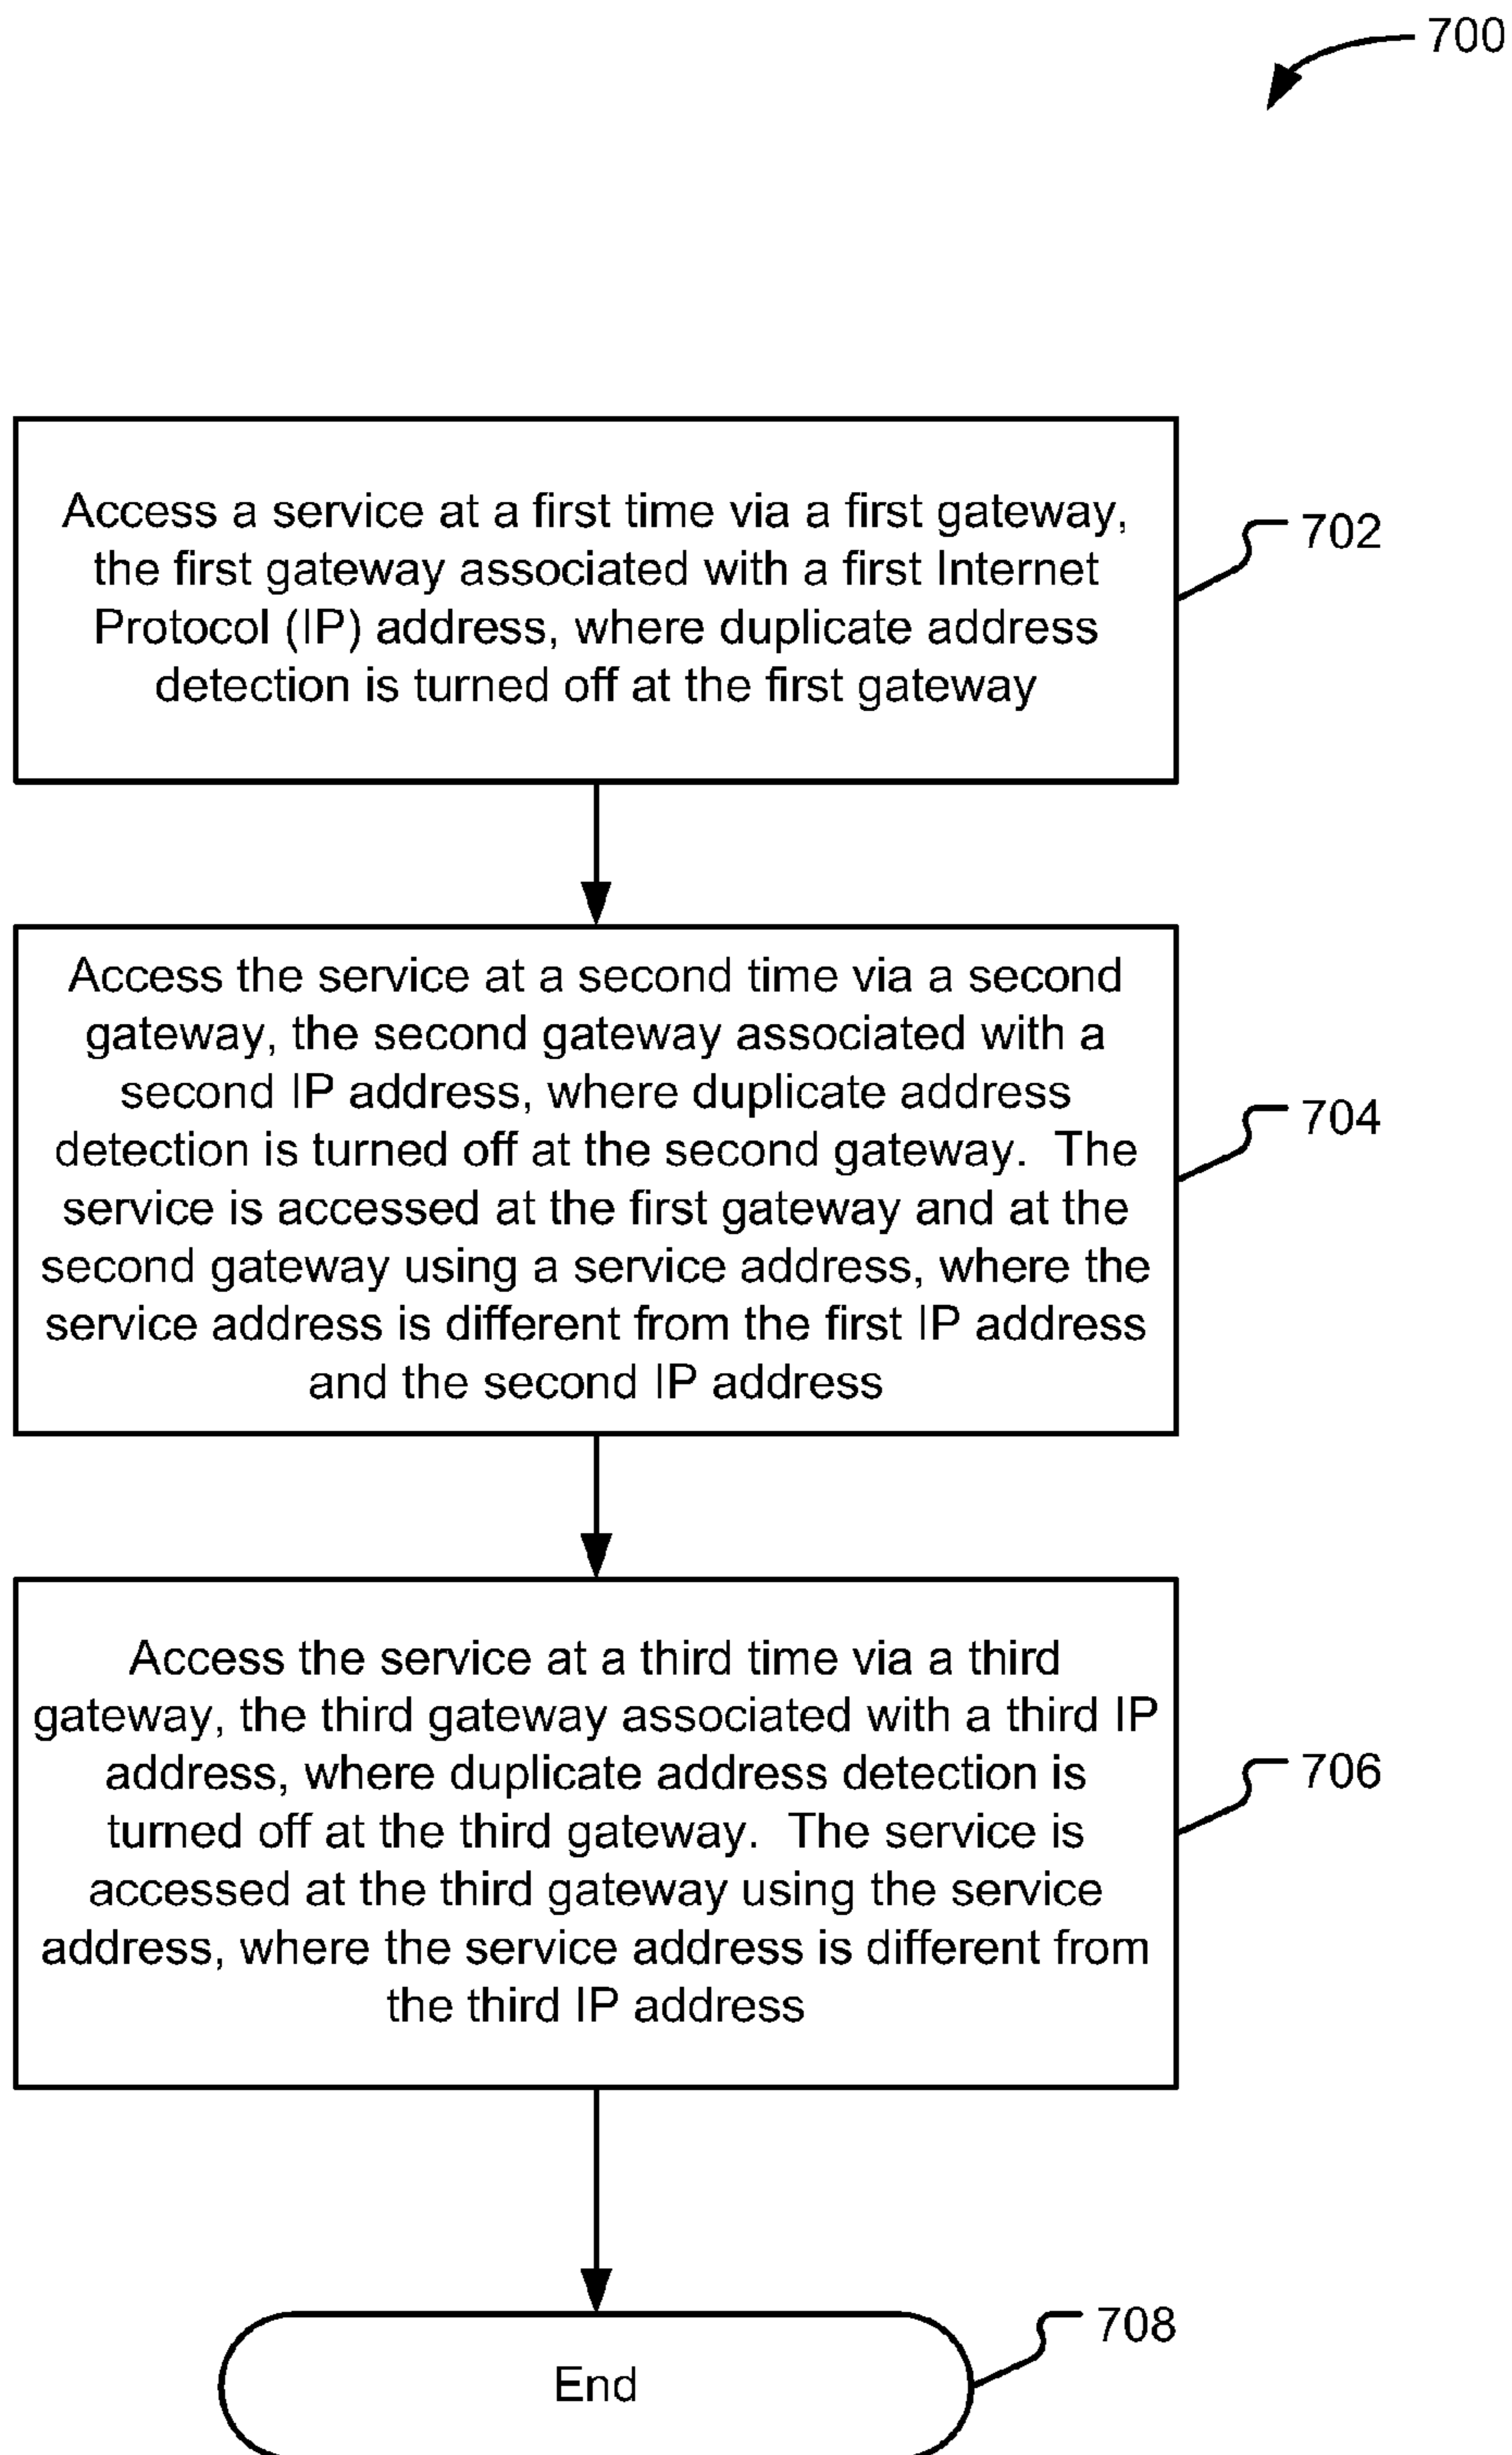 700
Access a service at a first time via a first gateway,
the first gateway associated with a first Internet
Protocol (IP) address, where duplicate address
detection is turned off at the first gateway
702
Access the service at a second time via a second
gateway, the second gateway associated with a
second IP address, where duplicate address
detection is turned off at the second gateway.  The
service is accessed at the first gateway and at the
second gateway using a service address, where the
service address is different from the first IP address
and the second IP address
704
Access the service at a third time via a third
gateway, the third gateway associated with a third IP
address, where duplicate address detection is
turned off at the third gateway.  The service is
accessed at the third gateway using the service
address, where the service address is different from
the third IP address
706
End
708